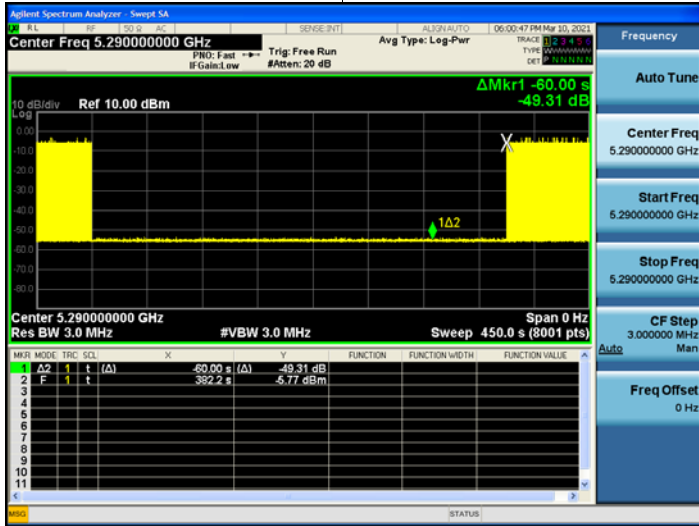 Agilent Spectrum Analyzer - Swept SA
RL RF 50 Ω AC SENSE:INT ALIGN AUTO 06:00:47 PM Mar 10, 2021
Center Freq 5.290000000 GHz
PNO: Fast
IFGain:Low
Trig: Free Run
#Atten: 20 dB
Avg Type: Log-Pwr
TRACE 1 2 3 4 5 6
TYPE WWWWWW
DET P N N N N N
ΔMkr1 -60.00 s
-49.31 dB
10 dB/div Ref 10.00 dBm
Log
0.00
-10.0
-20.0
-30.0
-40.0
-50.0
-60.0
-70.0
-80.0
X
1Δ2
Center 5.290000000 GHz Span 0 Hz
Res BW 3.0 MHz #VBW 3.0 MHz Sweep 450.0 s (8001 pts)
MKR MODE TRC SCL X Y FUNCTION FUNCTION WIDTH FUNCTION VALUE
1 Δ2 1 t (Δ) -60.00 s (Δ) -49.31 dB
2 F 1 t 382.2 s -5.77 dBm
3
4
5
6
7
8
9
10
11
MSG STATUS
Frequency
Auto Tune
Center Freq
5.290000000 GHz
Start Freq
5.290000000 GHz
Stop Freq
5.290000000 GHz
CF Step
3.000000 MHz
Auto Man
Freq Offset
0 Hz